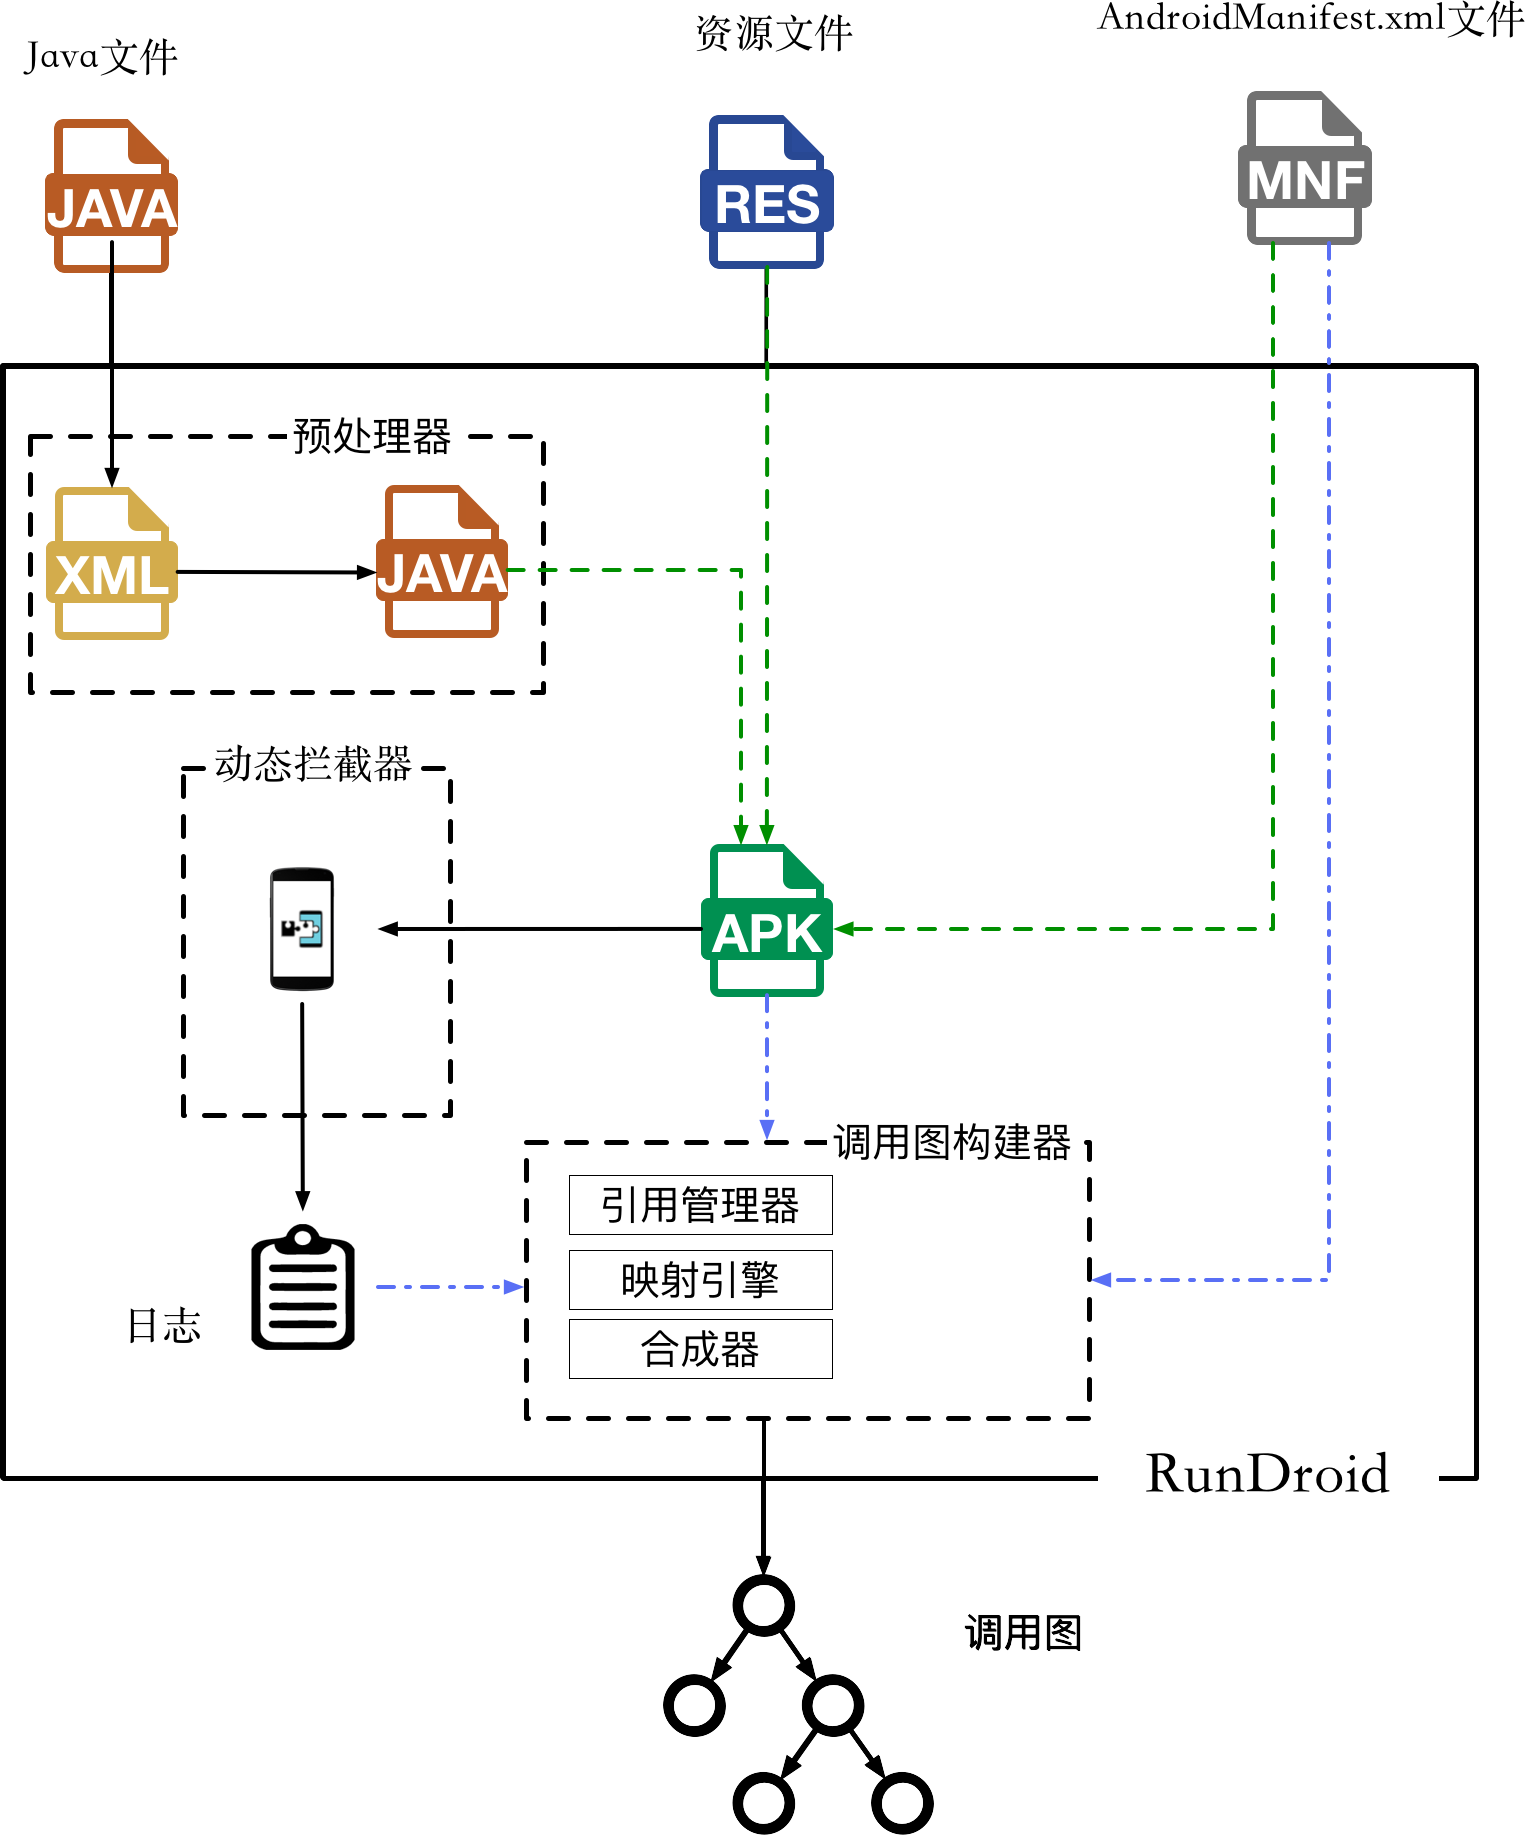 Java文件
资源文件
AndroidManifest.xml文件
JAVA
RES
MNF
预处理器
XML
JAVA
动态拦截器
APK
调用图构建器
引用管理器
映射引擎
合成器
日志
RunDroid
调用图